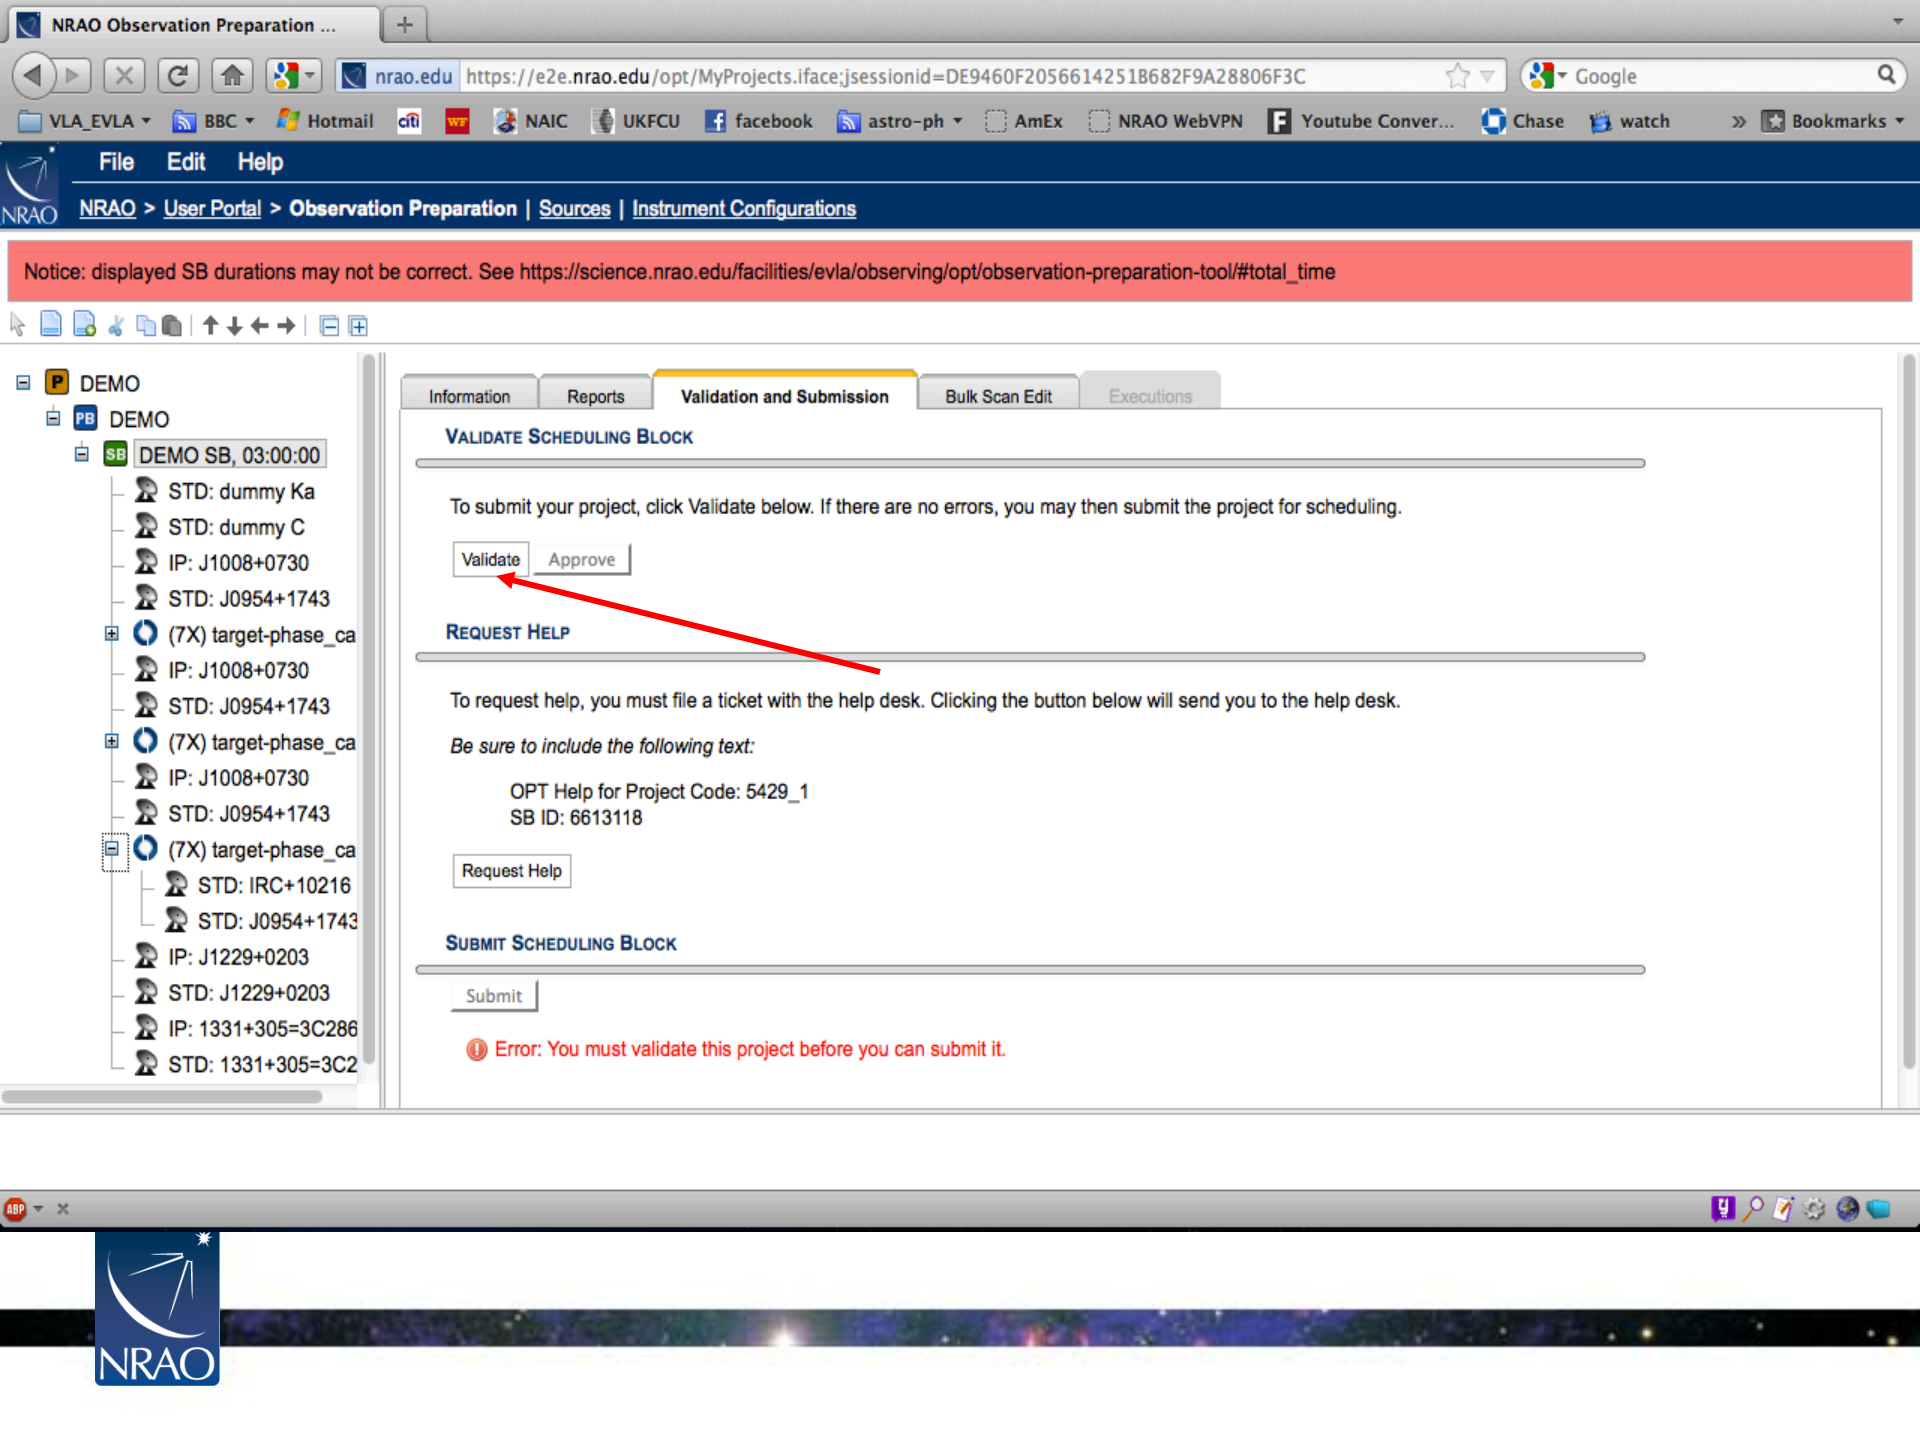 NRAO Observation Preparation ...
nrao.edu https://e2e.nrao.edu/opt/MyProjects.iface;jsessionid=DE9460F2056614251B682F9A28806F3C Google
VLA_EVLA BBC Hotmail citi WF NAIC UKFCU facebook astro-ph AmEx NRAO WebVPN F Youtube Conver... Chase watch » Bookmarks
File Edit Help
NRAO
NRAO > User Portal > Observation Preparation | Sources | Instrument Configurations
Notice: displayed SB durations may not be correct. See https://science.nrao.edu/facilities/evla/observing/opt/observation-preparation-tool/#total_time
P DEMO
PB DEMO
SB DEMO SB, 03:00:00
STD: dummy Ka
STD: dummy C
IP: J1008+0730
STD: J0954+1743
(7X) target-phase_ca
IP: J1008+0730
STD: J0954+1743
(7X) target-phase_ca
IP: J1008+0730
STD: J0954+1743
(7X) target-phase_ca
STD: IRC+10216
STD: J0954+1743
IP: J1229+0203
STD: J1229+0203
IP: 1331+305=3C286
STD: 1331+305=3C2
Information Reports Validation and Submission Bulk Scan Edit Executions
VALIDATE SCHEDULING BLOCK
To submit your project, click Validate below. If there are no errors, you may then submit the project for scheduling.
Validate Approve
REQUEST HELP
To request help, you must file a ticket with the help desk. Clicking the button below will send you to the help desk.
Be sure to include the following text:
OPT Help for Project Code: 5429_1
SB ID: 6613118
Request Help
SUBMIT SCHEDULING BLOCK
Submit
Error: You must validate this project before you can submit it.
ABP
NRAO